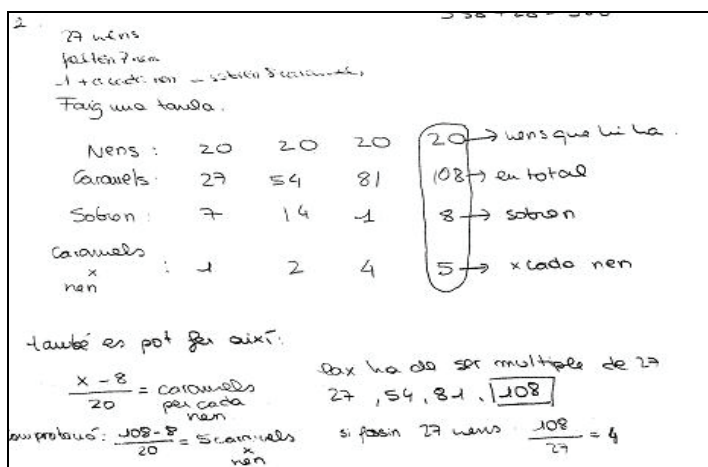 2
27 nens
fossin 7 són
1 + a cada nen = sobren 8 caramels,
Faig una taula.
Nens : 20 20 20 20 → nens que hi ha.
Caramels: 27 54 81 108 → en total
Sobren : 7 14 1 8 → sobren
Caramels
x : 1 2 4 5 → x cada nen
nen
també es pot fer així:
x - 8 / 20 = caramels per cada nen
La x ha de ser multiple de 27
27, 54, 81, 108
comprobació: 108-8 / 20 = 5 caramels x nen
si fossin 27 nens 108 / 27 = 4